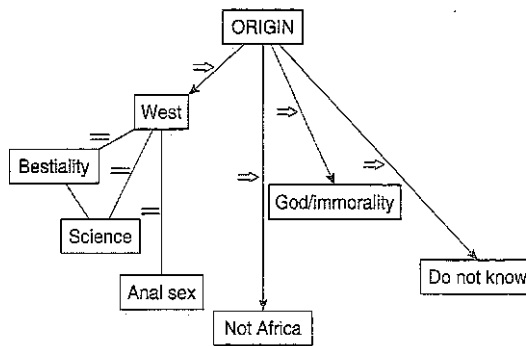 ORIGIN
West
Bestiality
Science
God/immorality
Do not know
Anal sex
Not Africa